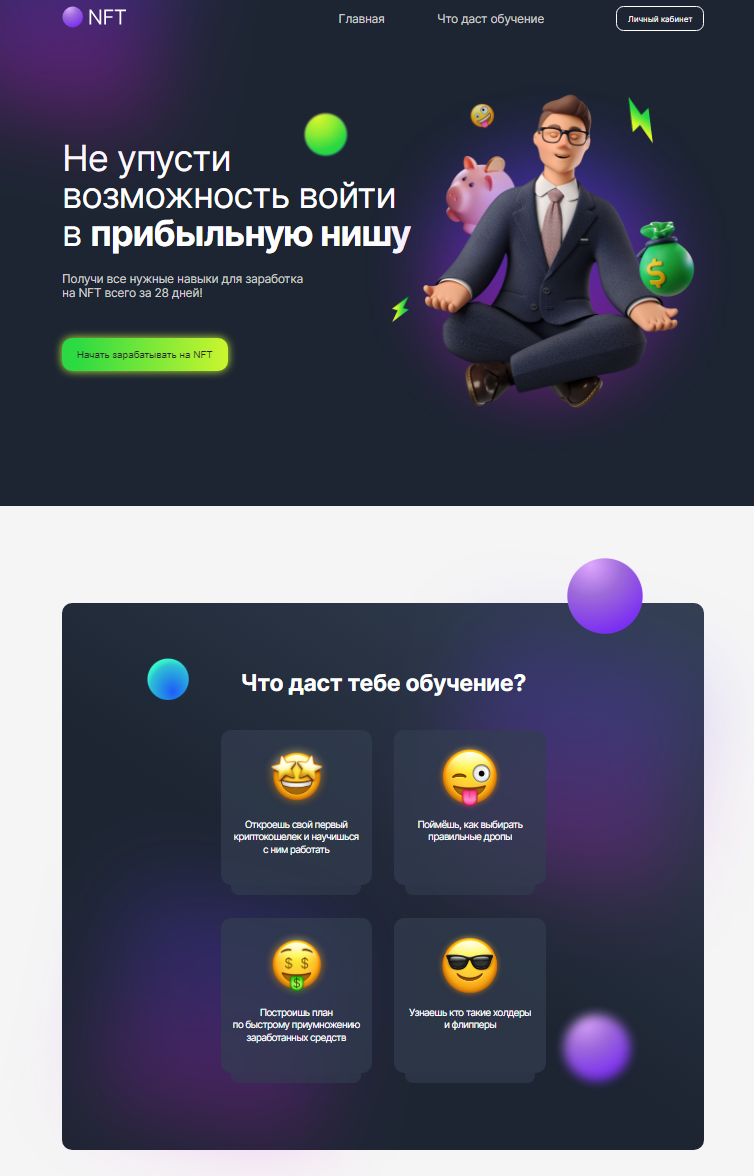 NFT
Главная
Что даст обучение
Личный кабинет
Не упусти
возможность войти
в прибыльную нишу
Получи все нужные навыки для заработка
на NFT всего за 28 дней!
Начать зарабатывать на NFT
Что даст тебе обучение?
Откроешь свой первый
криптокошелек и научишься
с ним работать
Поймёшь, как выбирать
правильные дропы
Построишь план
по быстрому приумножению
заработанных средств
Узнаешь кто такие холдеры
и флипперы